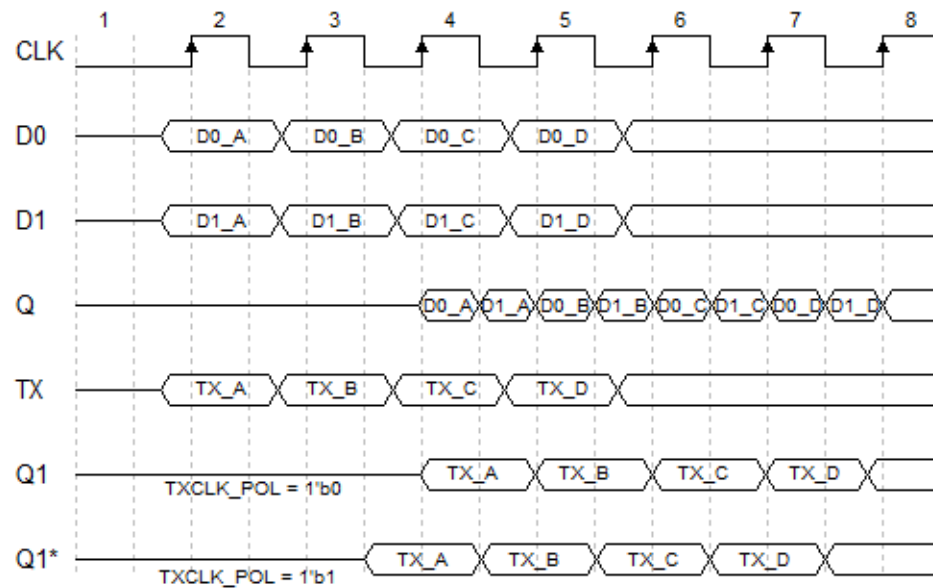 1 2 3 4 5 6 7 8
CLK
D0 D0_A D0_B D0_C D0_D
D1 D1_A D1_B D1_C D1_D
Q D0_A D1_A D0_B D1_B D0_C D1_C D0_D D1_D
TX TX_A TX_B TX_C TX_D
Q1 TX_A TX_B TX_C TX_D
TXCLK_POL = 1'b0
Q1* TX_A TX_B TX_C TX_D
TXCLK_POL = 1'b1